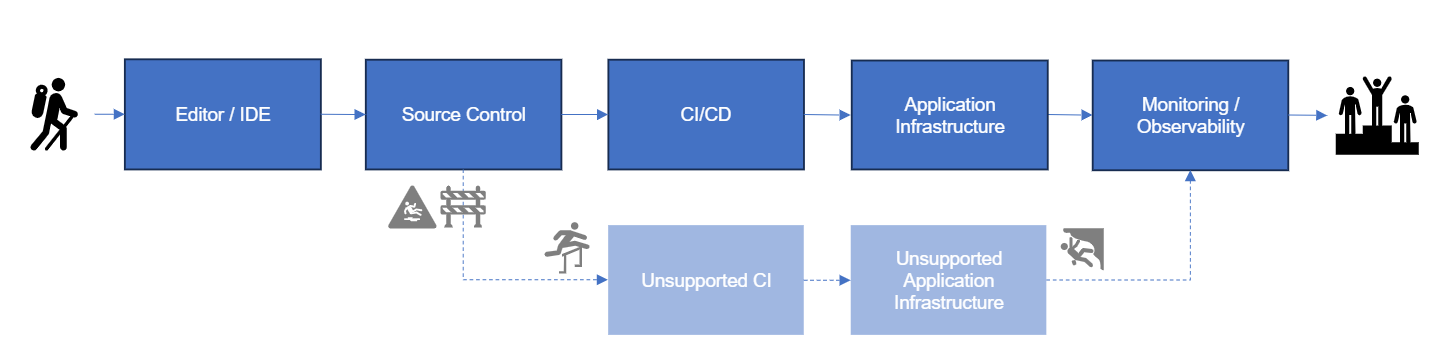 Editor / IDE
Source Control
CI/CD
Application
Infrastructure
Monitoring /
Observability
Unsupported CI
Unsupported
Application
Infrastructure